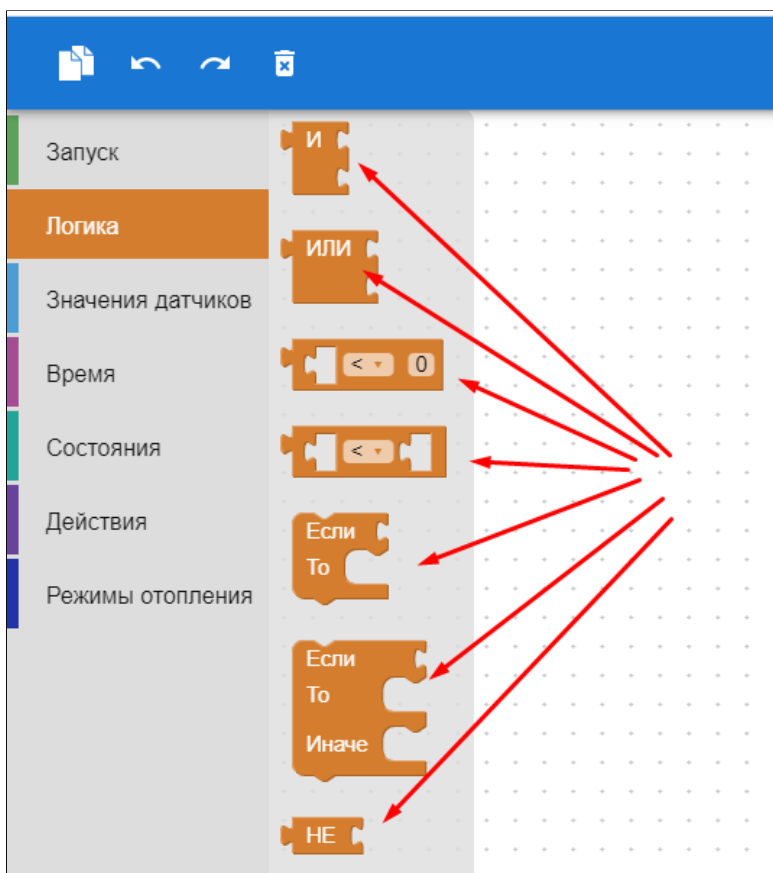 Запуск
Логика
Значения датчиков
Время
Состояния
Действия
Режимы отопления
И
ИЛИ
< 0
<
Если
То
Если
То
Иначе
НЕ